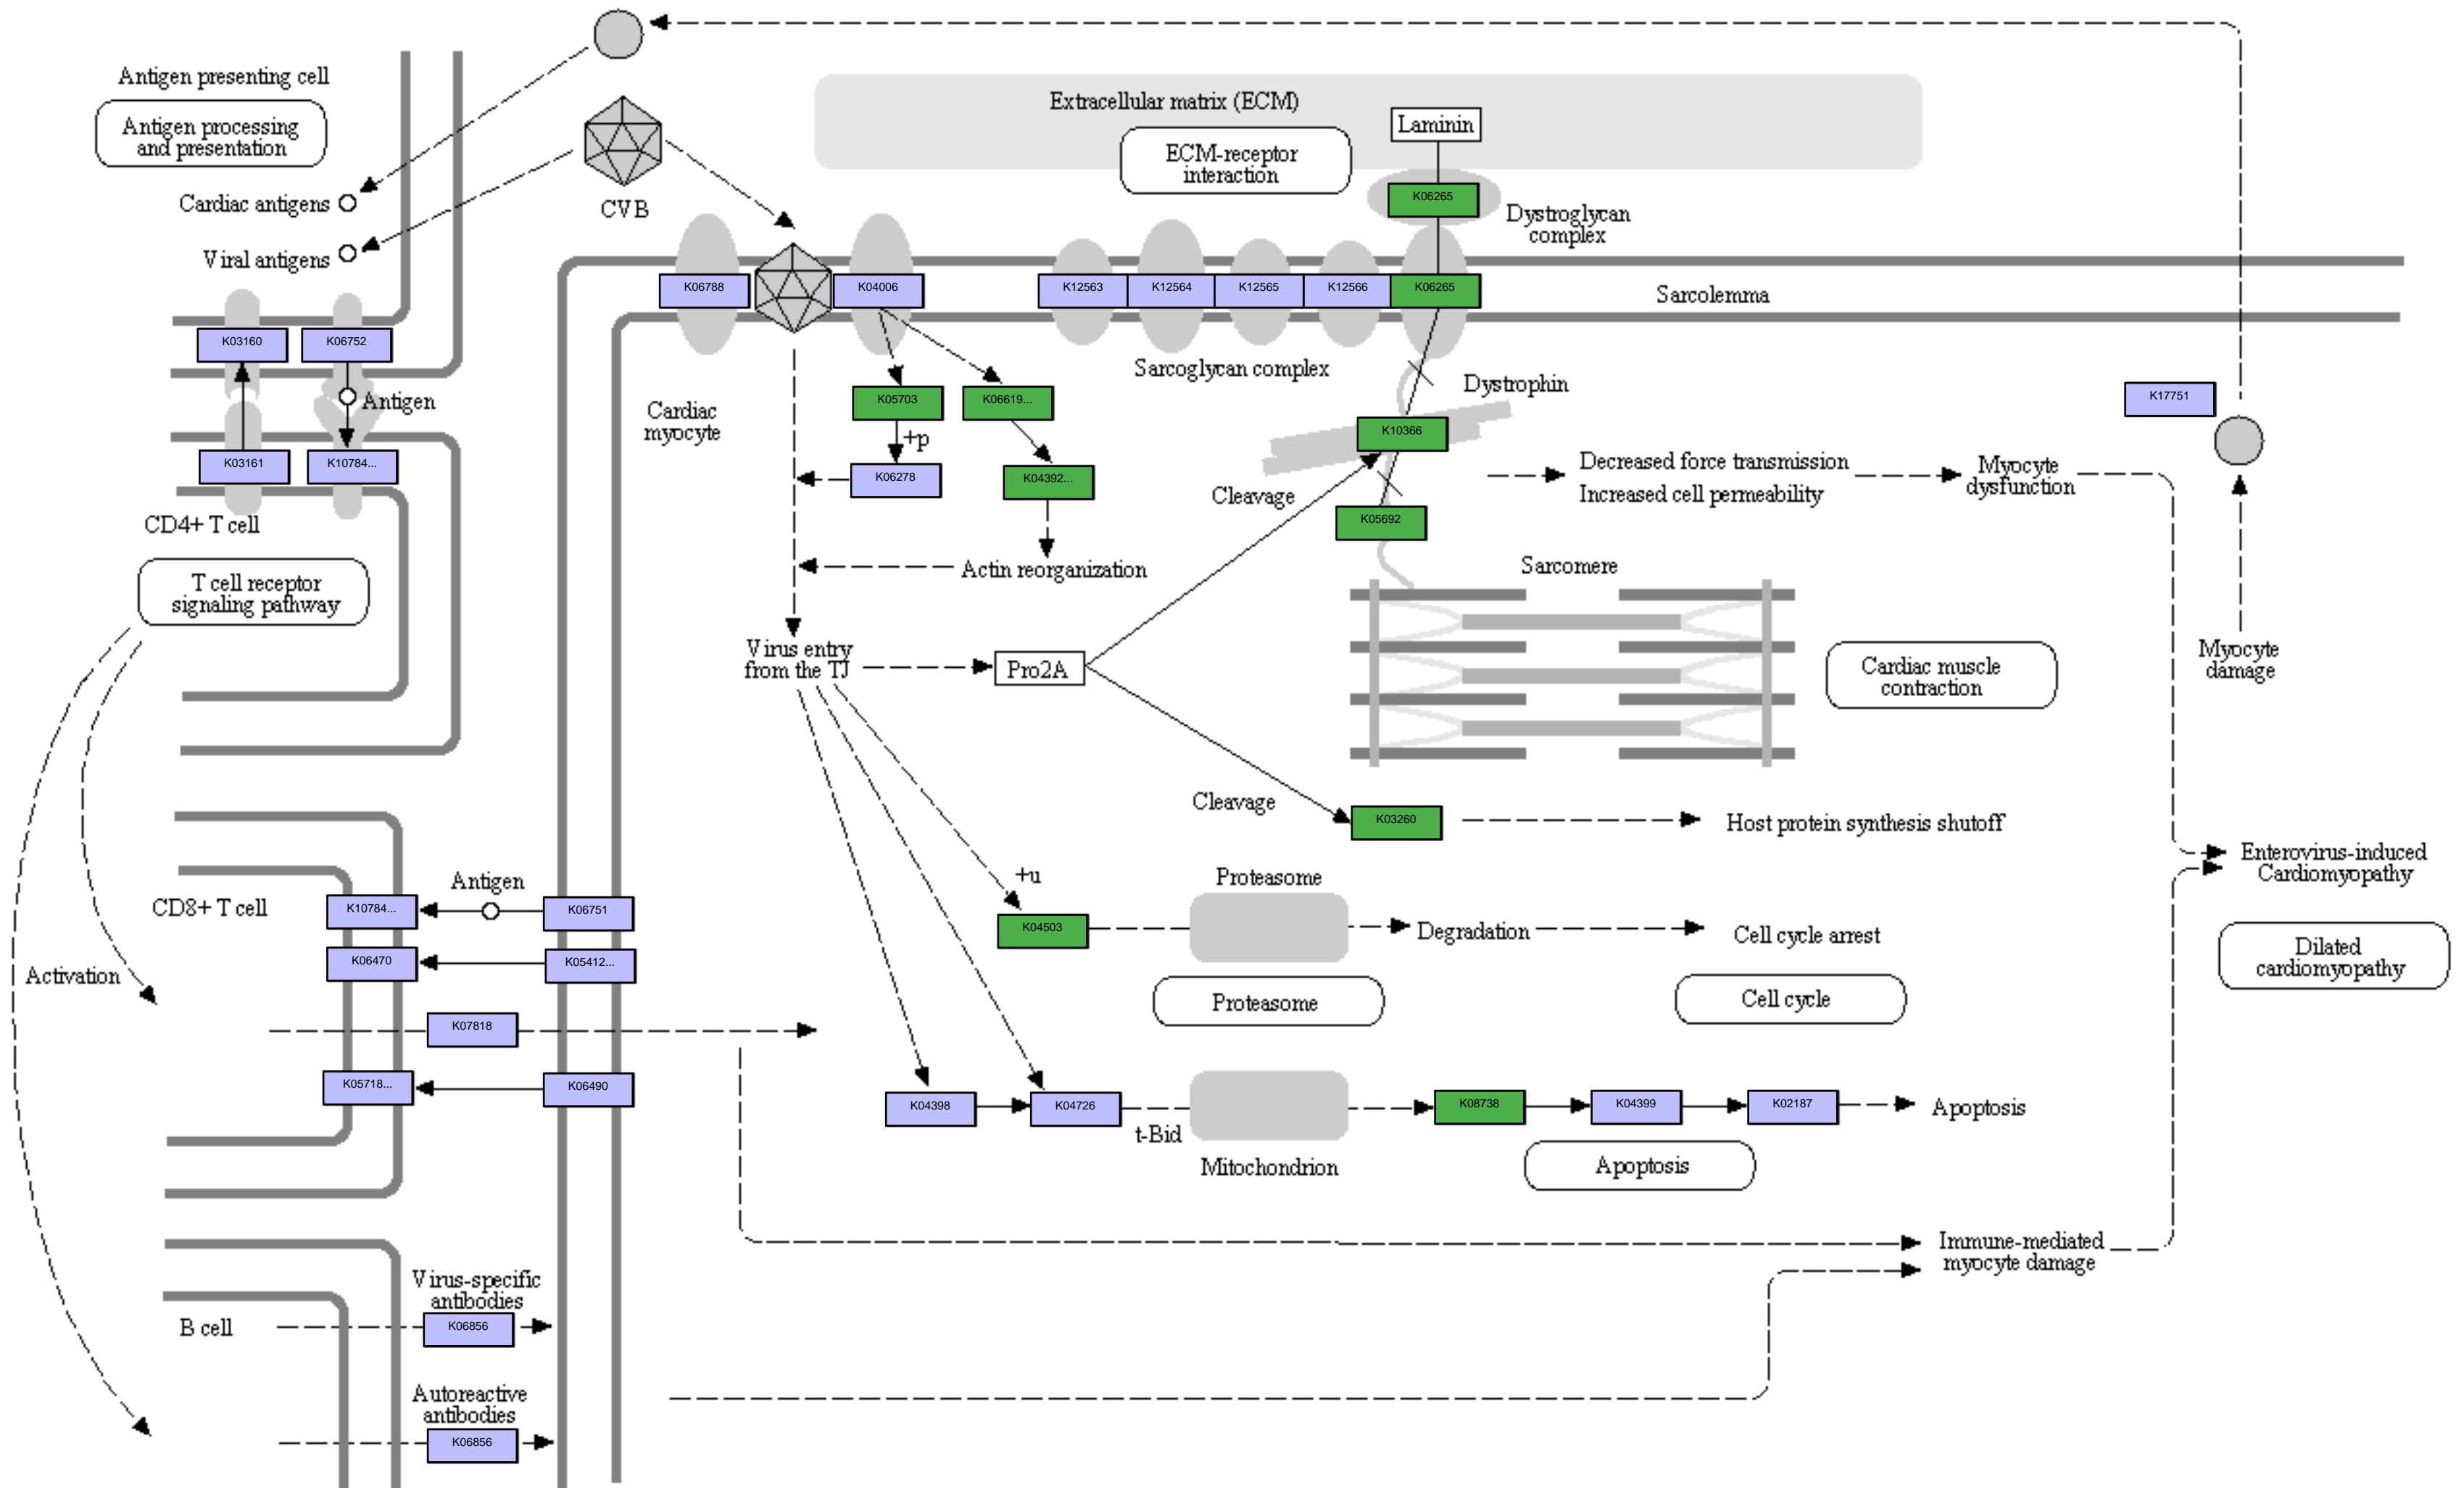 Antigen presenting cell
Antigen processing
and presentation
Cardiac antigens
Viral antigens
CVB
Extracellular matrix (ECM)
ECM-receptor
interaction
Laminin
K06265
Dystroglycan
complex
K06788
K04006
K12563
K12564
K12565
K12566
K06265
Sarcolemma
K03160
K06752
Antigen
K03161
K10784...
CD4+ T cell
Sarcoglycan complex
Dystrophin
Cardiac
myocyte
K05703
K06619...
+p
K06278
K04392...
K10366
Cleavage
K05692
Decreased force transmission
Increased cell permeability
Myocyte
dysfunction
K17751
Actin reorganization
Sarcomere
T cell receptor
signaling pathway
Virus entry
from the TJ
Pro2A
Cardiac muscle
contraction
Myocyte
damage
Cleavage
K03260
Host protein synthesis shutoff
Enterovirus-induced
Cardiomyopathy
Dilated
cardiomyopathy
CD8+ T cell
Antigen
K10784...
K06751
K06470
K05412...
Activation
K07818
K05718...
K06490
+u
K04503
Proteasome
Degradation
Cell cycle arrest
Proteasome
Cell cycle
K04398
K04726
t-Bid
Mitochondrion
K08738
K04399
K02187
Apoptosis
Apoptosis
Immune-mediated
myocyte damage
B cell
Virus-specific
antibodies
K06856
Autoreactive
antibodies
K06856